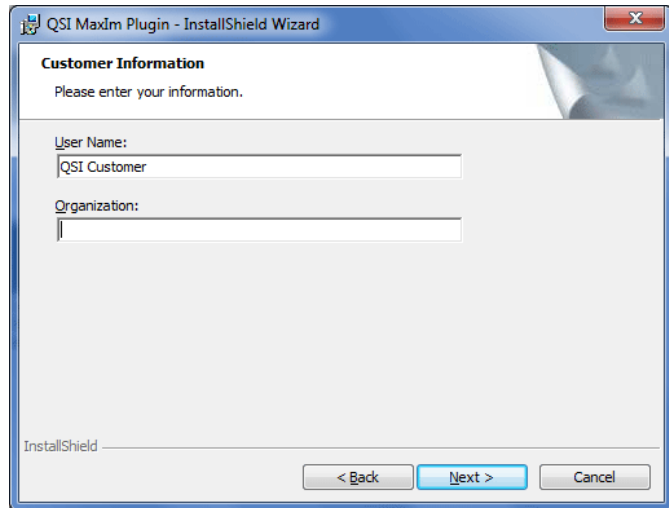 QSI MaxIm Plugin - InstallShield Wizard
Customer Information
Please enter your information.
User Name:
QSI Customer
Organization:
InstallShield
< Back
Next >
Cancel